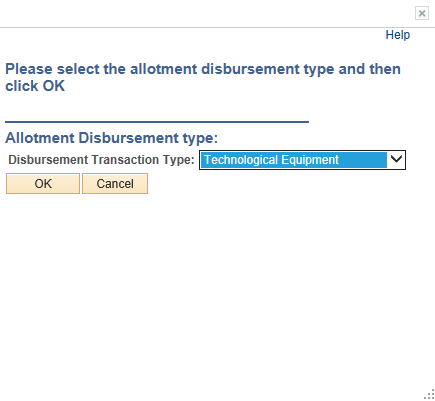 Help
Please select the allotment disbursement type and then
click OK
Allotment Disbursement type:
Disbursement Transaction Type: Technological Equipment
OK Cancel